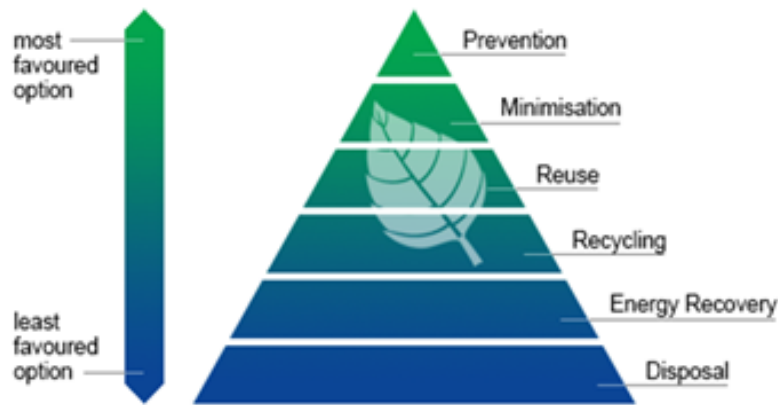 most
favoured
option
Prevention
Minimisation
Reuse
Recycling
Energy Recovery
least
favoured
option
Disposal